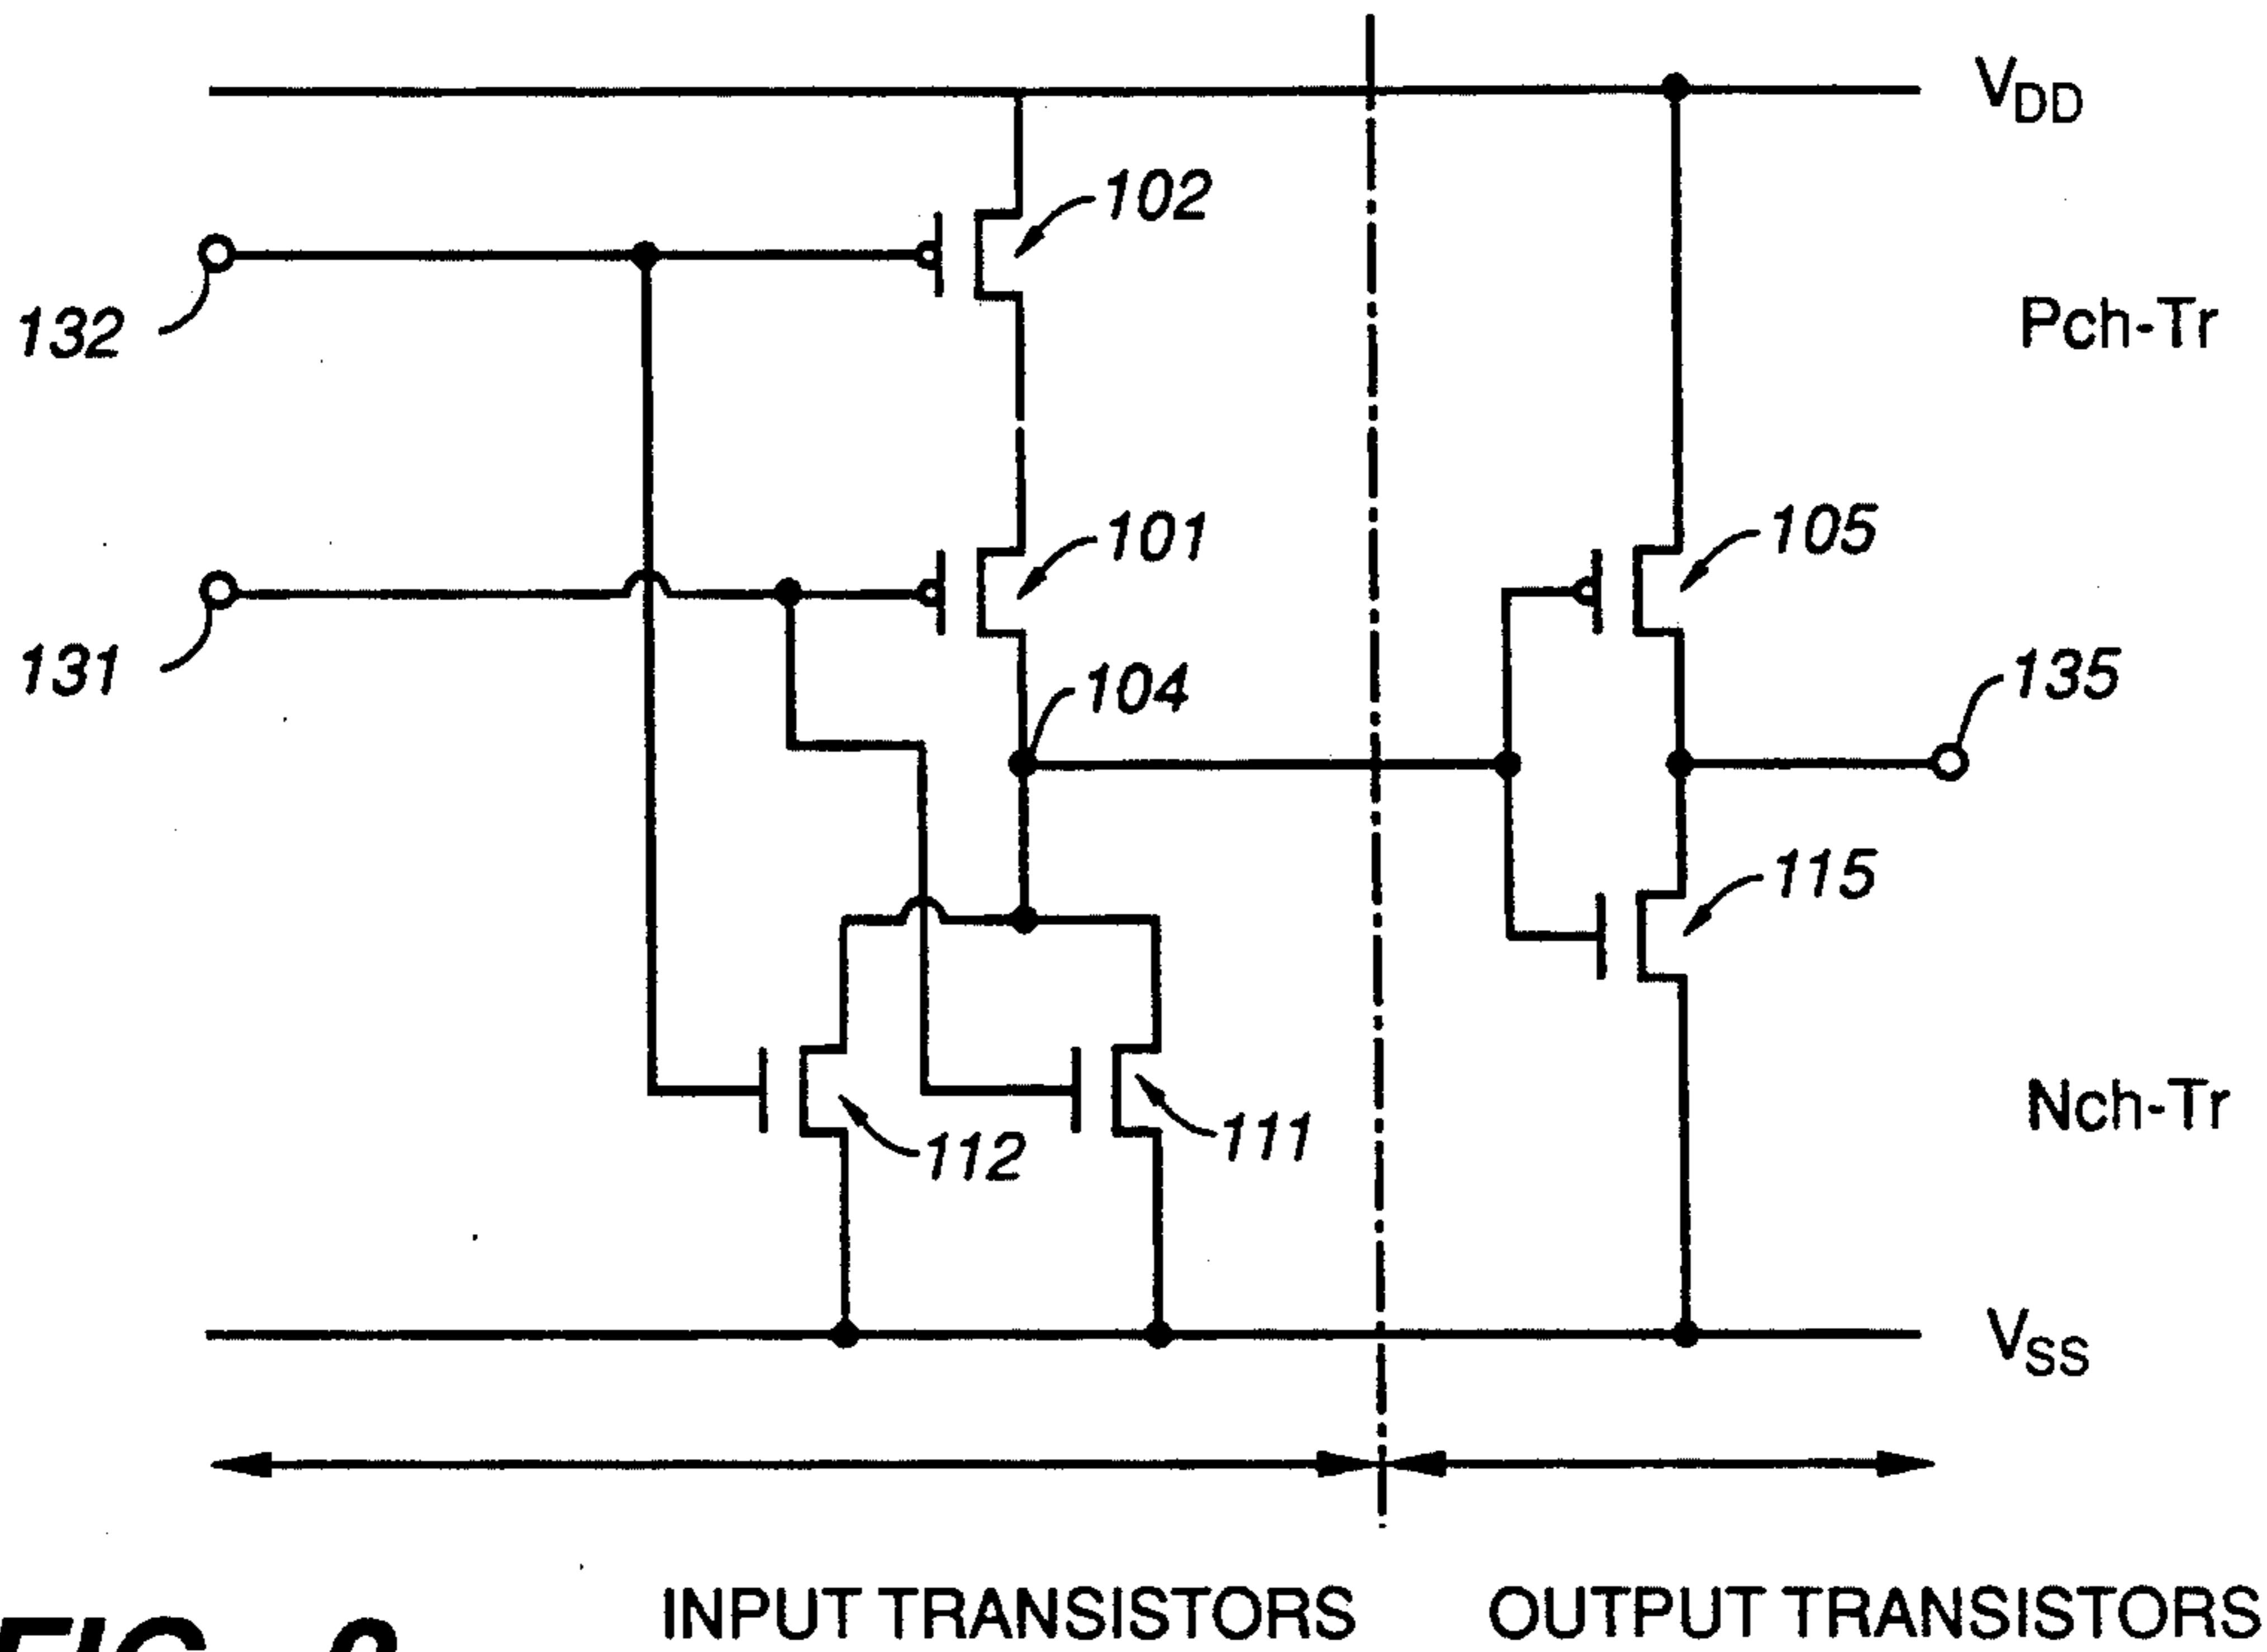 V_DD
102
132
Pch-Tr
101
105
131
104
135
115
Nch-Tr
112
111
V_SS
INPUT TRANSISTORS
OUTPUT TRANSISTORS
FIG.